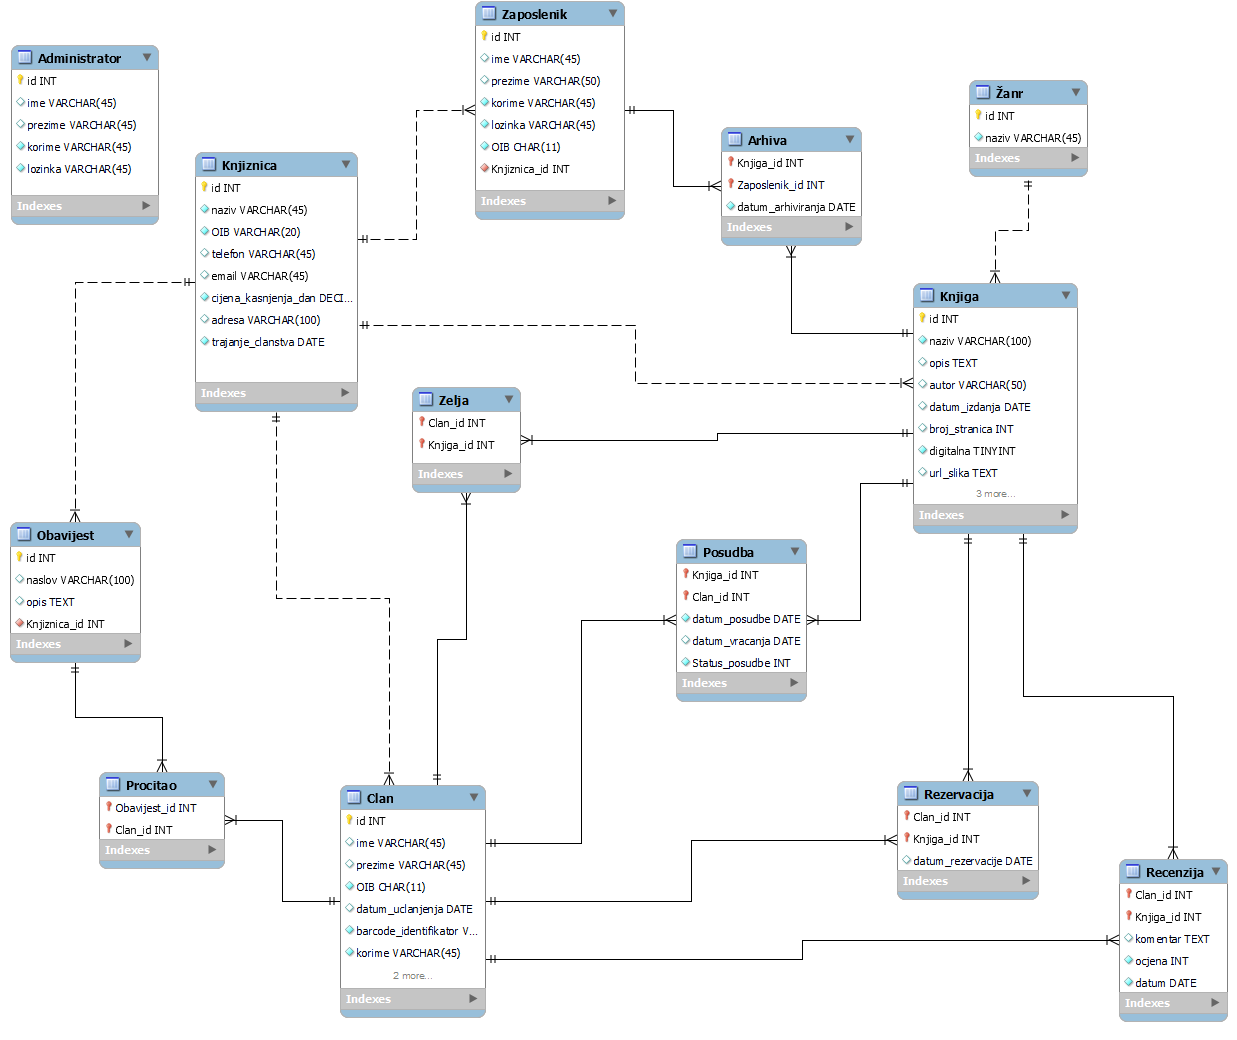 Administrator
id INT
ime VARCHAR(45)
prezime VARCHAR(45)
korime VARCHAR(45)
lozinka VARCHAR(45)
Indexes
Knjiznica
id INT
naziv VARCHAR(45)
OIB VARCHAR(20)
telefon VARCHAR(45)
email VARCHAR(45)
cijena_kasnjenja_dan DECI...
adresa VARCHAR(100)
trajanje_clanstva DATE
Indexes
Zaposlenik
id INT
ime VARCHAR(45)
prezime VARCHAR(50)
korime VARCHAR(45)
lozinka VARCHAR(45)
OIB CHAR(11)
Knjiznica_id INT
Indexes
Arhiva
Knjiga_id INT
Zaposlenik_id INT
datum_arhiviranja DATE
Indexes
Žanr
id INT
naziv VARCHAR(45)
Indexes
Knjiga
id INT
naziv VARCHAR(100)
opis TEXT
autor VARCHAR(50)
datum_izdanja DATE
broj_stranica INT
digitalna TINYINT
url_slika TEXT
3 more...
Indexes
Zelja
Clan_id INT
Knjiga_id INT
Indexes
Obavijest
id INT
naslov VARCHAR(100)
opis TEXT
Knjiznica_id INT
Indexes
Posudba
Knjiga_id INT
Clan_id INT
datum_posudbe DATE
datum_vracanja DATE
Status_posudbe INT
Indexes
Procitao
Obavijest_id INT
Clan_id INT
Indexes
Clan
id INT
ime VARCHAR(45)
prezime VARCHAR(45)
OIB CHAR(11)
datum_uclanjenja DATE
barcode_identifikator V...
korime VARCHAR(45)
2 more...
Indexes
Rezervacija
Clan_id INT
Knjiga_id INT
datum_rezervacije DATE
Indexes
Recenzija
Clan_id INT
Knjiga_id INT
komentar TEXT
ocjena INT
datum DATE
Indexes